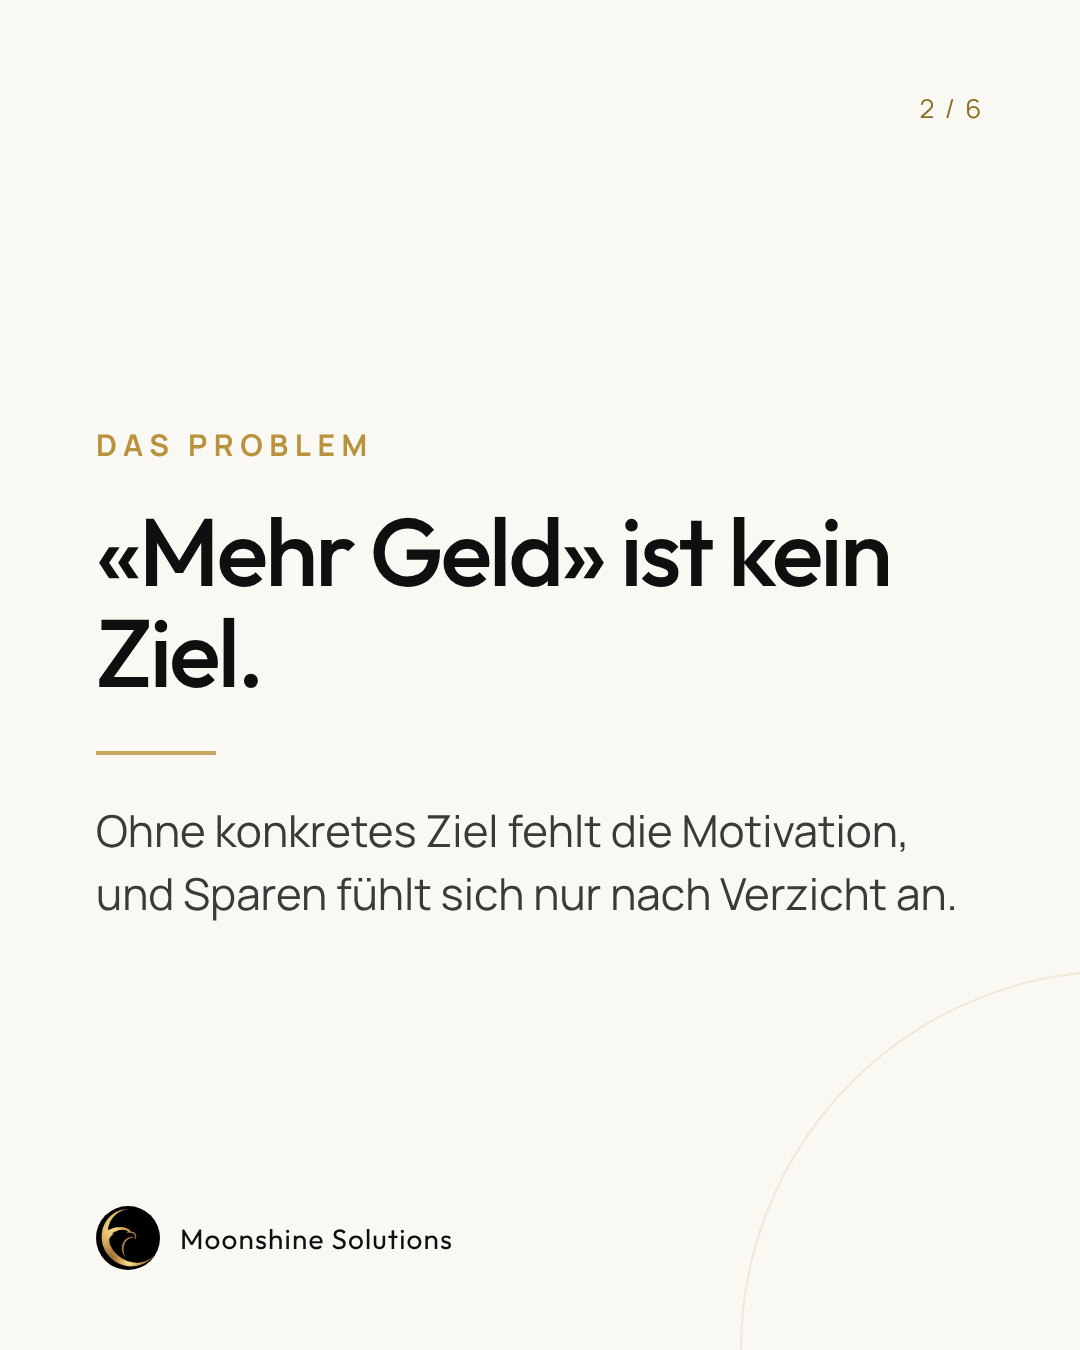 2 / 6
DAS PROBLEM
«Mehr Geld» ist kein
Ziel.
Ohne konkretes Ziel fehlt die Motivation,
und Sparen fühlt sich nur nach Verzicht an.
Moonshine Solutions